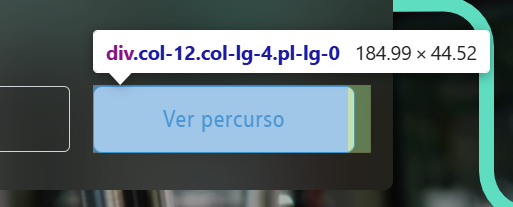 div.col-12.col-lg-4.pl-lg-0 184.99 × 44.52
Ver percurso